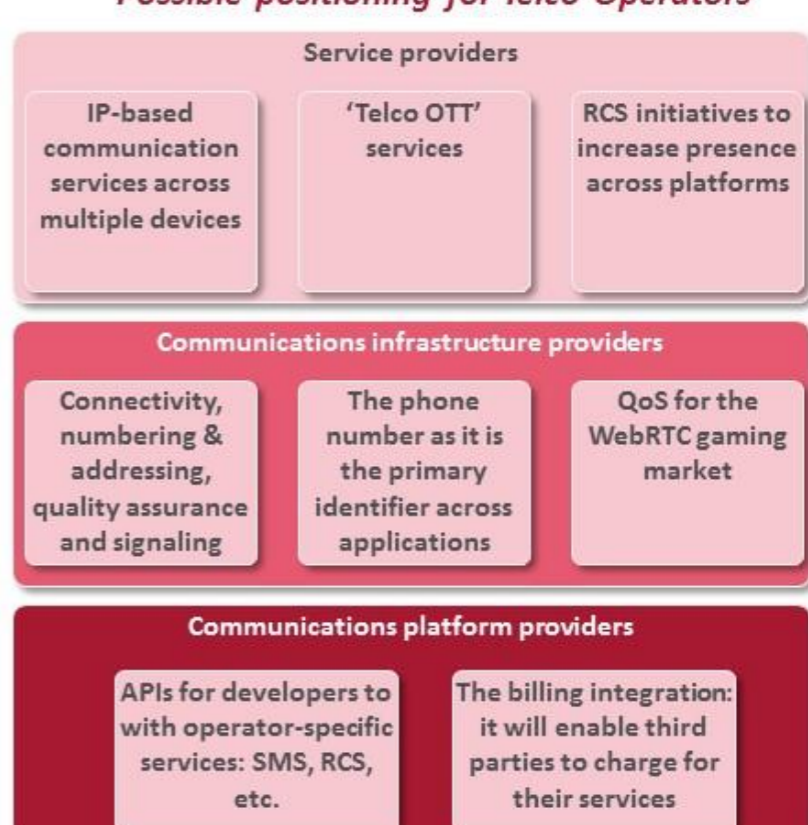 Possible positioning for Telco Operators
Service providers
IP-based
communication
services across
multiple devices
'Telco OTT'
services
RCS initiatives to
increase presence
across platforms
Communications infrastructure providers
Connectivity,
numbering &
addressing,
quality assurance
and signaling
The phone
number as it is
the primary
identifier across
applications
QoS for the
WebRTC gaming
market
Communications platform providers
APIs for developers to
with operator-specific
services: SMS, RCS,
etc.
The billing integration:
it will enable third
parties to charge for
their services